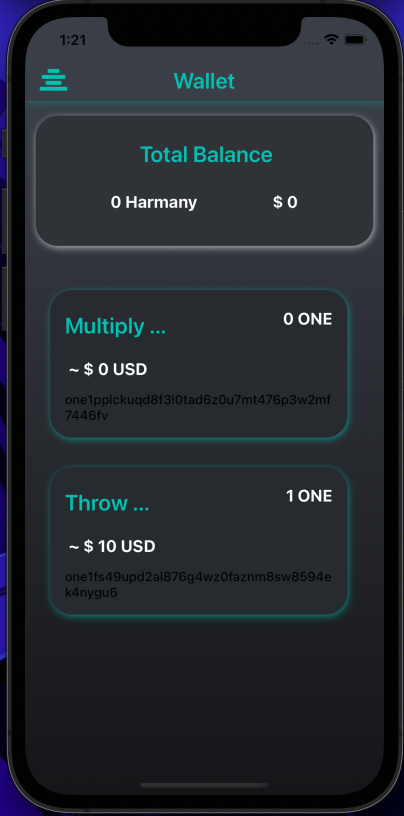 1:21
Wallet
Total Balance
0 Harmany $ 0
Multiply ... 0 ONE
~ $ 0 USD
one1pplckuqd8f3l0tad6z0u7mt476p3w2mf
7446fv
Throw ... 1 ONE
~ $ 10 USD
one1fs49upd2al876g4wz0faznm8sw8594e
k4nygu6